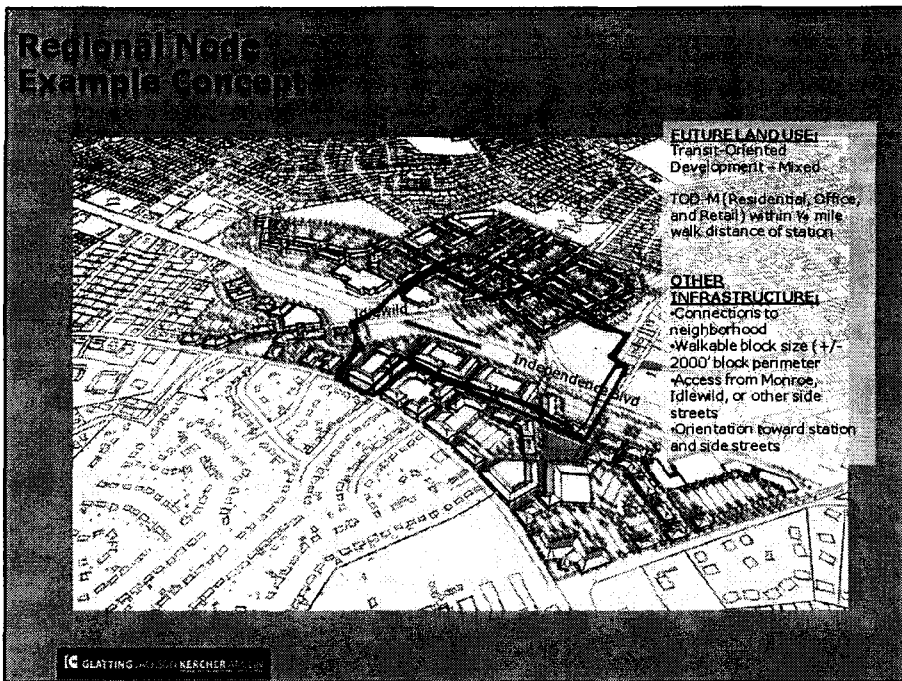 Regional Node
Example Concept
FUTURE LAND USE:
Transit-Oriented
Development – Mixed
TOD-M (Residential, Office,
and Retail) within ¼ mile
walk distance of station
OTHER
INFRASTRUCTURE:
•Connections to
neighborhood
•Walkable block size (+/-
2000' block perimeter
•Access from Monroe,
Idlewild, or other side
streets
•Orientation toward station
and side streets
Idlewild
Independence Blvd
GLATTING JACKSON KERCHER